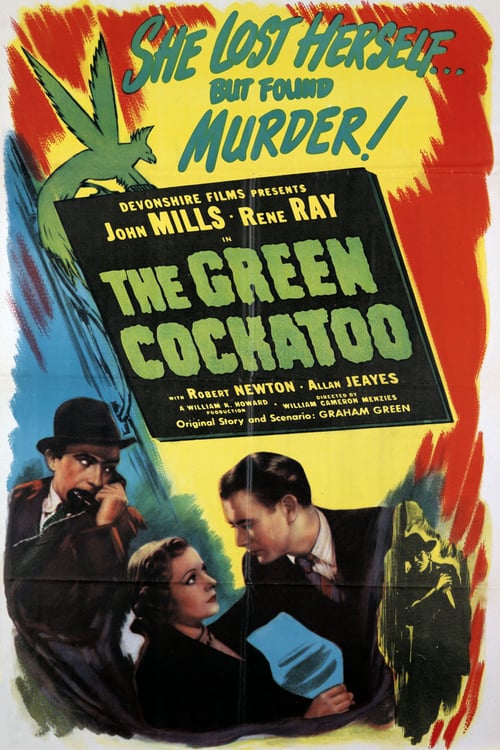 SHE LOST HERSELF...
BUT FOUND
MURDER!
DEVONSHIRE FILMS PRESENTS
JOHN MILLS · RENE RAY
IN
THE GREEN
COCKATOO
WITH ROBERT NEWTON · ALLAN JEAYES
A WILLIAM K. HOWARD PRODUCTION · DIRECTED BY WILLIAM CAMERON MENZIES
Original Story and Scenario: GRAHAM GREEN